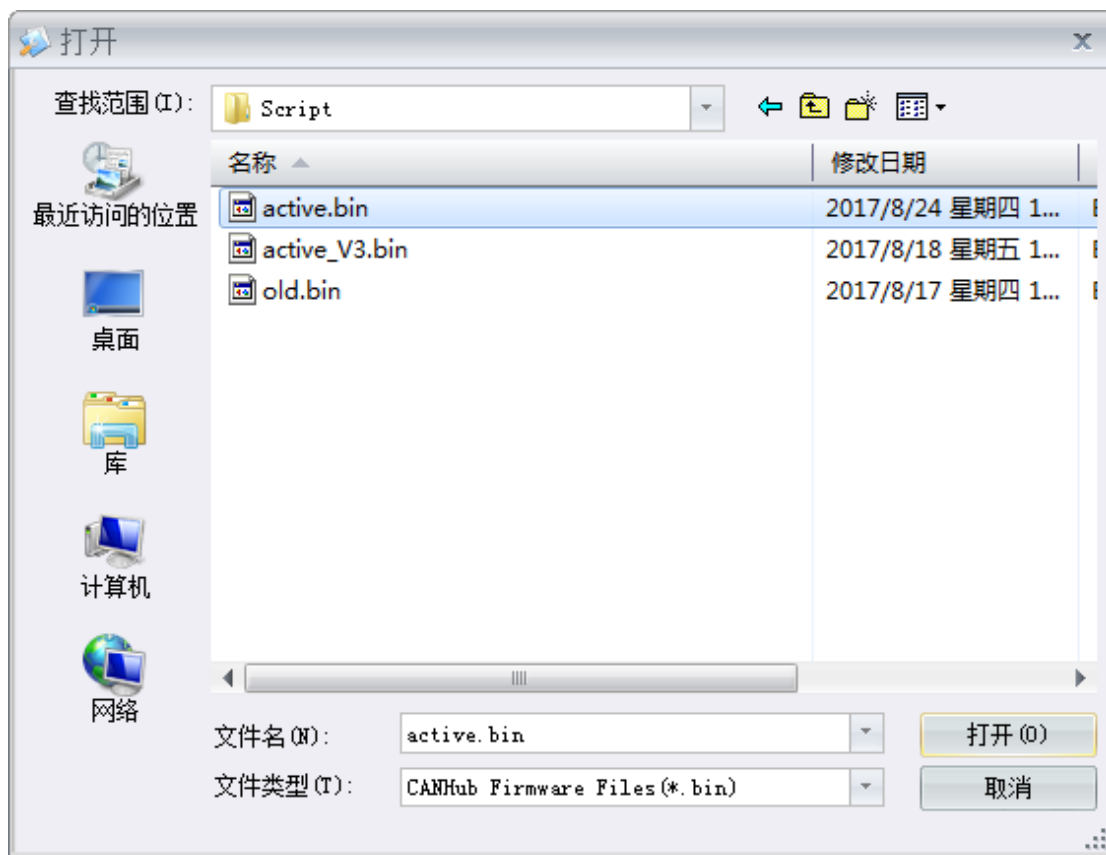 打开
查找范围(I):
Script
名称
修改日期
最近访问的位置
active.bin
2017/8/24 星期四 1...
active_V3.bin
2017/8/18 星期五 1...
old.bin
2017/8/17 星期四 1...
桌面
库
计算机
网络
文件名(N):
active.bin
打开(O)
文件类型(T):
CANHub Firmware Files(*.bin)
取消